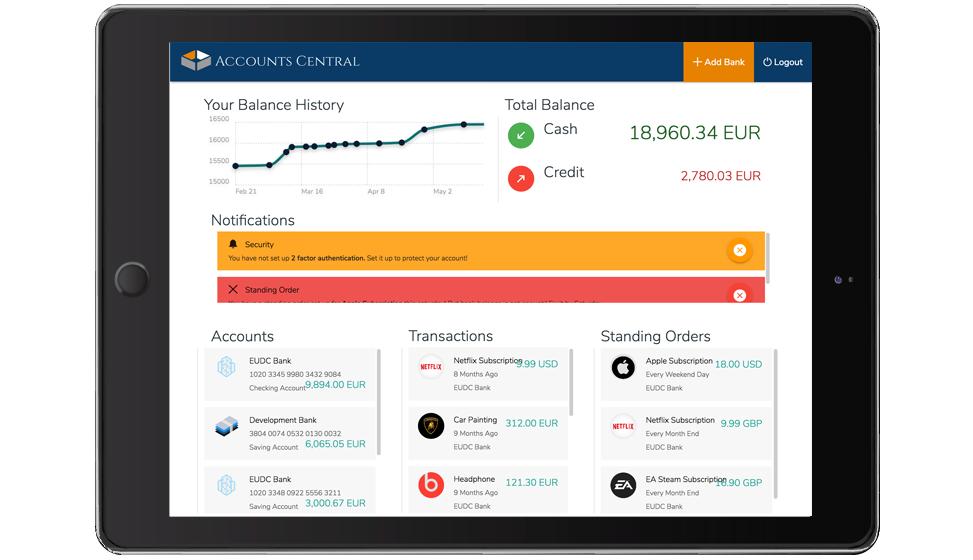 ACCOUNTS CENTRAL
+ Add Bank
Logout
Your Balance History
16500
16000
15500
15000
Feb 21
Mar 16
Apr 8
May 2
Total Balance
Cash
18,960.34 EUR
Credit
2,780.03 EUR
Notifications
Security
You have not set up 2 factor authentication. Set it up to protect your account!
Standing Order
Accounts
EUDC Bank
1020 3345 9980 3432 9084
Checking Account
9,894.00 EUR
Development Bank
3804 0074 0532 0130 0032
Saving Account
6,065.05 EUR
EUDC Bank
1020 3348 0922 5556 3211
Saving Account
3,000.67 EUR
Transactions
NETFLIX
Netflix Subscription
9.99 USD
8 Months Ago
EUDC Bank
Car Painting
312.00 EUR
9 Months Ago
EUDC Bank
Headphone
121.30 EUR
9 Months Ago
EUDC Bank
Standing Orders
Apple Subscription
18.00 USD
Every Weekend Day
EUDC Bank
NETFLIX
Netflix Subscription
9.99 GBP
Every Month End
EUDC Bank
EA
EA Steam Subscription
.90 GBP
Every Month End
EUDC Bank